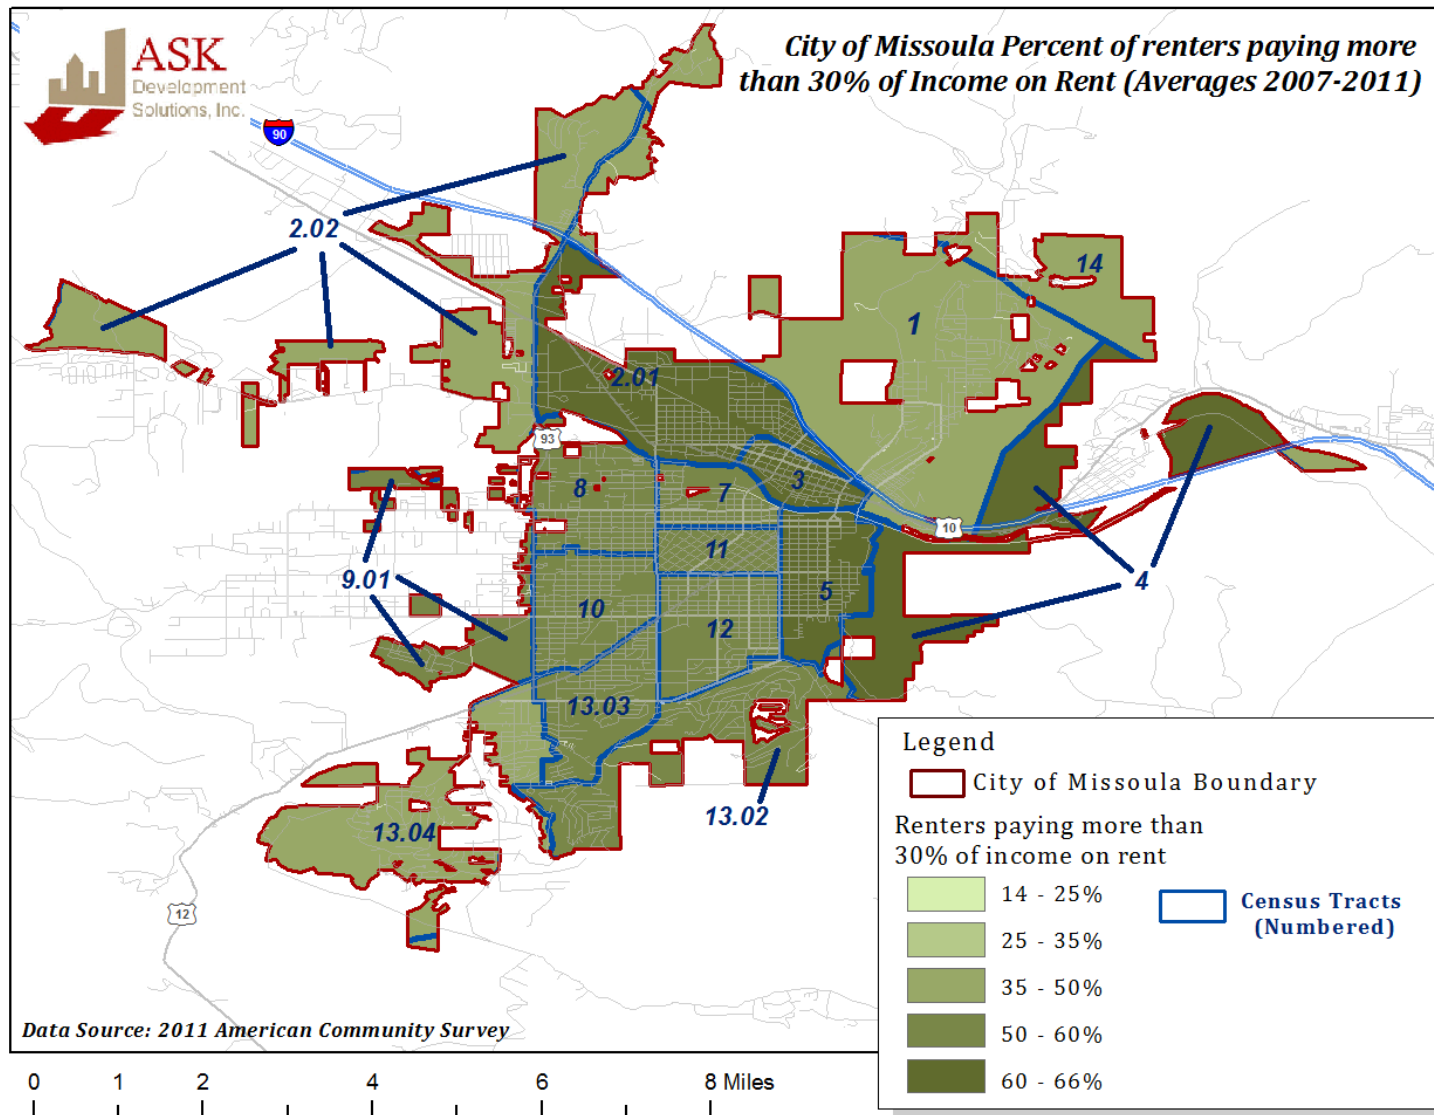 ASK
Development
Solutions, Inc.
City of Missoula Percent of renters paying more
than 30% of Income on Rent (Averages 2007-2011)
90
2.02
14
1
2.01
93
3
8
7
10
11
9.01
4
5
10
12
13.03
13.02
13.04
12
Legend
City of Missoula Boundary
Renters paying more than
30% of income on rent
14 - 25%
25 - 35%
35 - 50%
50 - 60%
60 - 66%
Census Tracts
(Numbered)
Data Source: 2011 American Community Survey
0 1 2 4 6 8 Miles